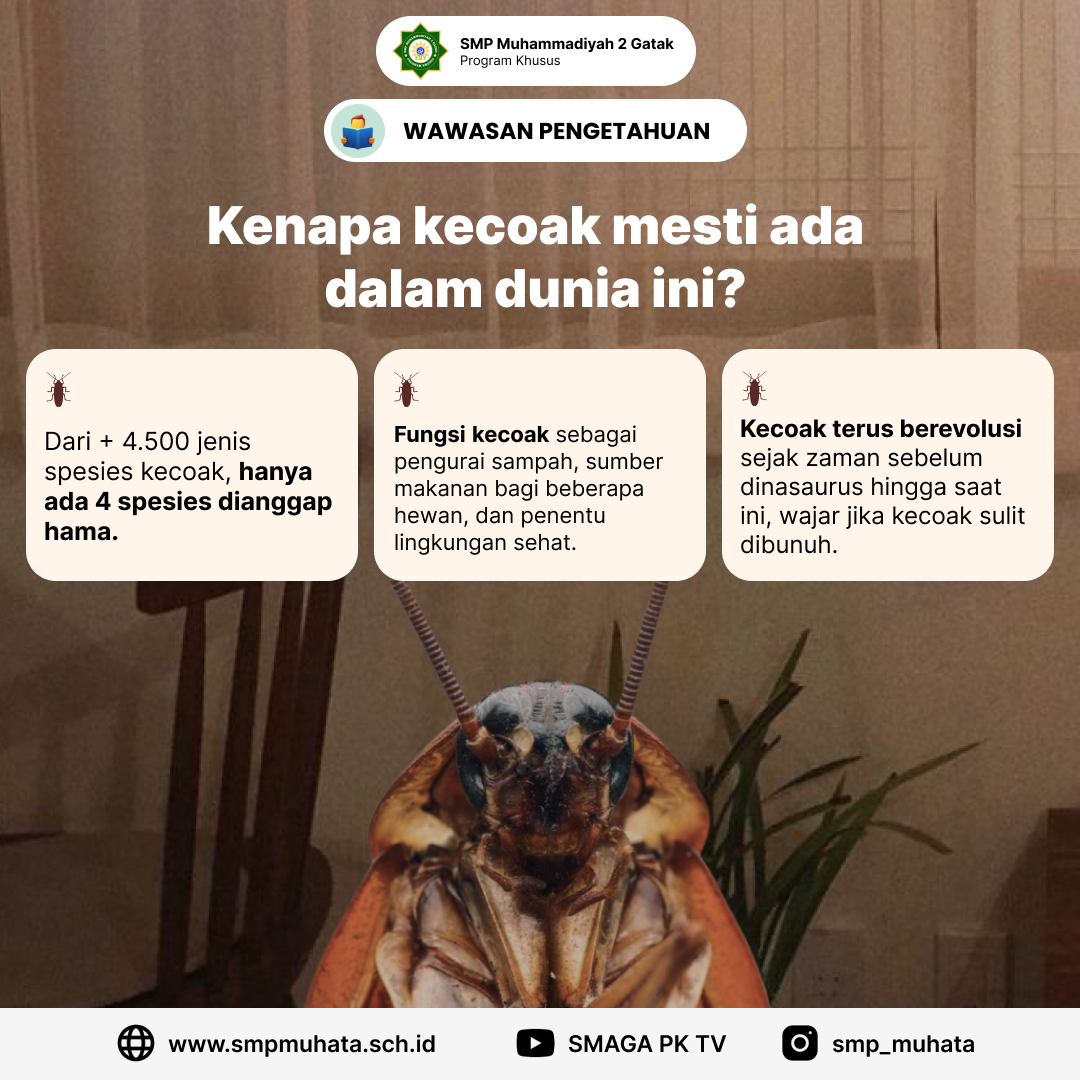 SMP Muhammadiyah 2 Gatak
Program Khusus
WAWASAN PENGETAHUAN
Kenapa kecoak mesti ada
dalam dunia ini?
Dari + 4.500 jenis
spesies kecoak, hanya
ada 4 spesies dianggap
hama.
Fungsi kecoak sebagai
pengurai sampah, sumber
makanan bagi beberapa
hewan, dan penentu
lingkungan sehat.
Kecoak terus berevolusi
sejak zaman sebelum
dinasaurus hingga saat
ini, wajar jika kecoak sulit
dibunuh.
www.smpmuhata.sch.id
SMAGA PK TV
smp_muhata